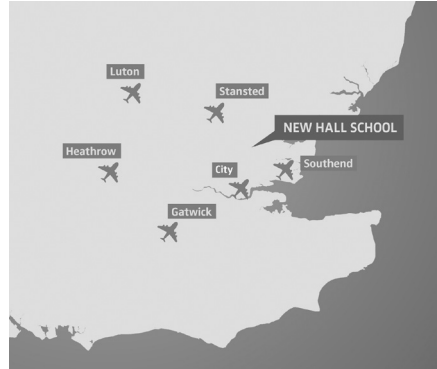 Luton
Stansted
NEW HALL SCHOOL
Heathrow
City
Southend
Gatwick